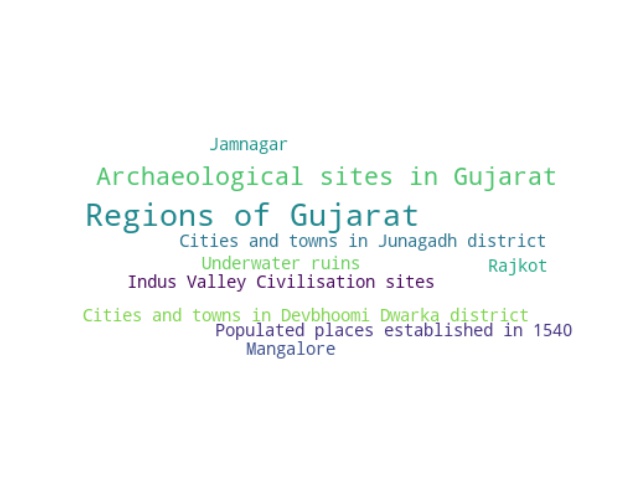 Jamnagar
Archaeological sites in Gujarat
Regions of Gujarat
Cities and towns in Junagadh district
Underwater ruins
Rajkot
Indus Valley Civilisation sites
Cities and towns in Devbhoomi Dwarka district
Populated places established in 1540
Mangalore